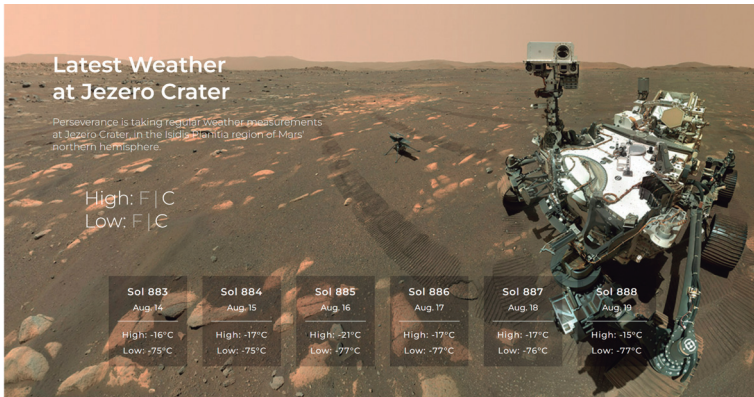 Latest Weather
at Jezero Crater
Perseverance is taking regular weather measurements
at Jezero Crater, in the Isidis Planitia region of Mars'
northern hemisphere.
High: F | C
Low: F | C
Sol 883
Aug. 14
High: -16°C
Low: -75°C
Sol 884
Aug. 15
High: -17°C
Low: -75°C
Sol 885
Aug. 16
High: -21°C
Low: -77°C
Sol 886
Aug. 17
High: -17°C
Low: -77°C
Sol 887
Aug. 18
High: -17°C
Low: -76°C
Sol 888
Aug. 19
High: -15°C
Low: -77°C